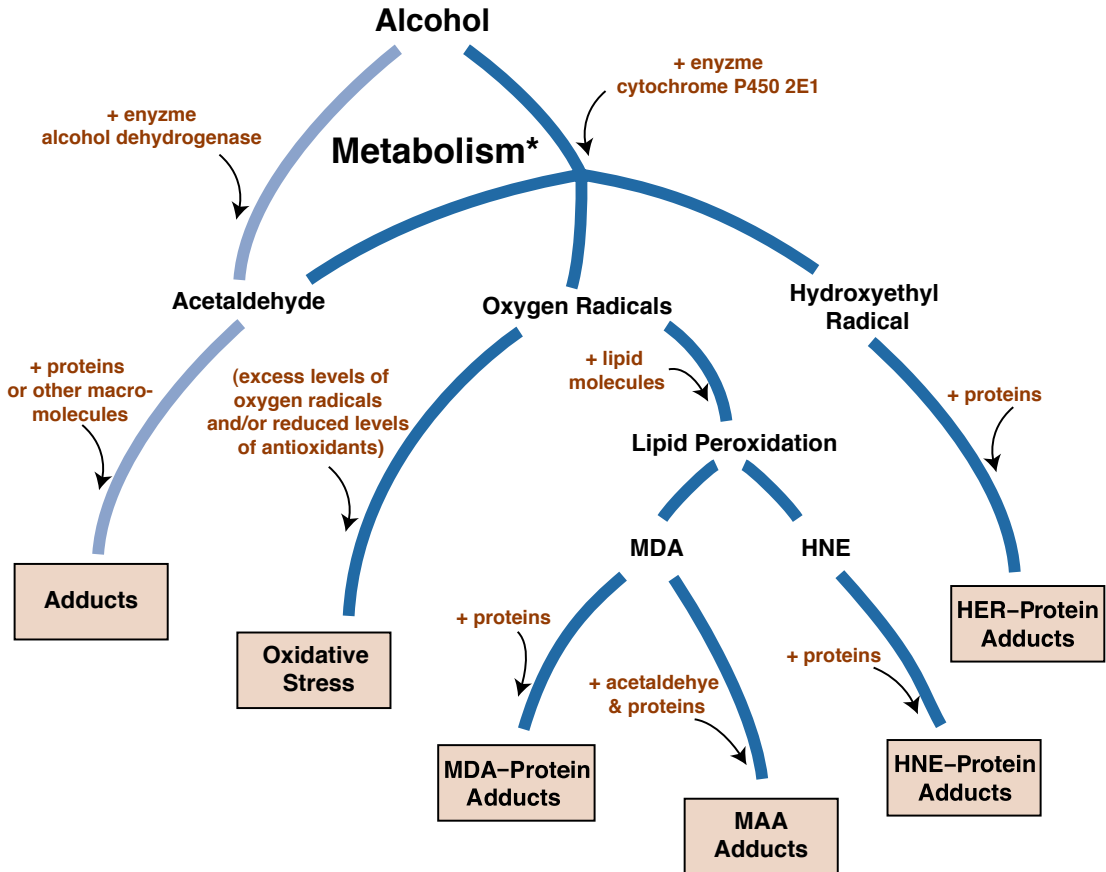 Alcohol
+ enyzme
cytochrome P450 2E1
+ enyzme
alcohol dehydrogenase
Metabolism*
Acetaldehyde
Oxygen Radicals
Hydroxyethyl
Radical
+ proteins
or other macro-
molecules
(excess levels of
oxygen radicals
and/or reduced levels
of antioxidants)
+ lipid
molecules
+ proteins
Lipid Peroxidation
MDA
HNE
Adducts
Oxidative
Stress
+ proteins
+ acetaldehye
& proteins
+ proteins
HER–Protein
Adducts
MDA–Protein
Adducts
MAA
Adducts
HNE–Protein
Adducts